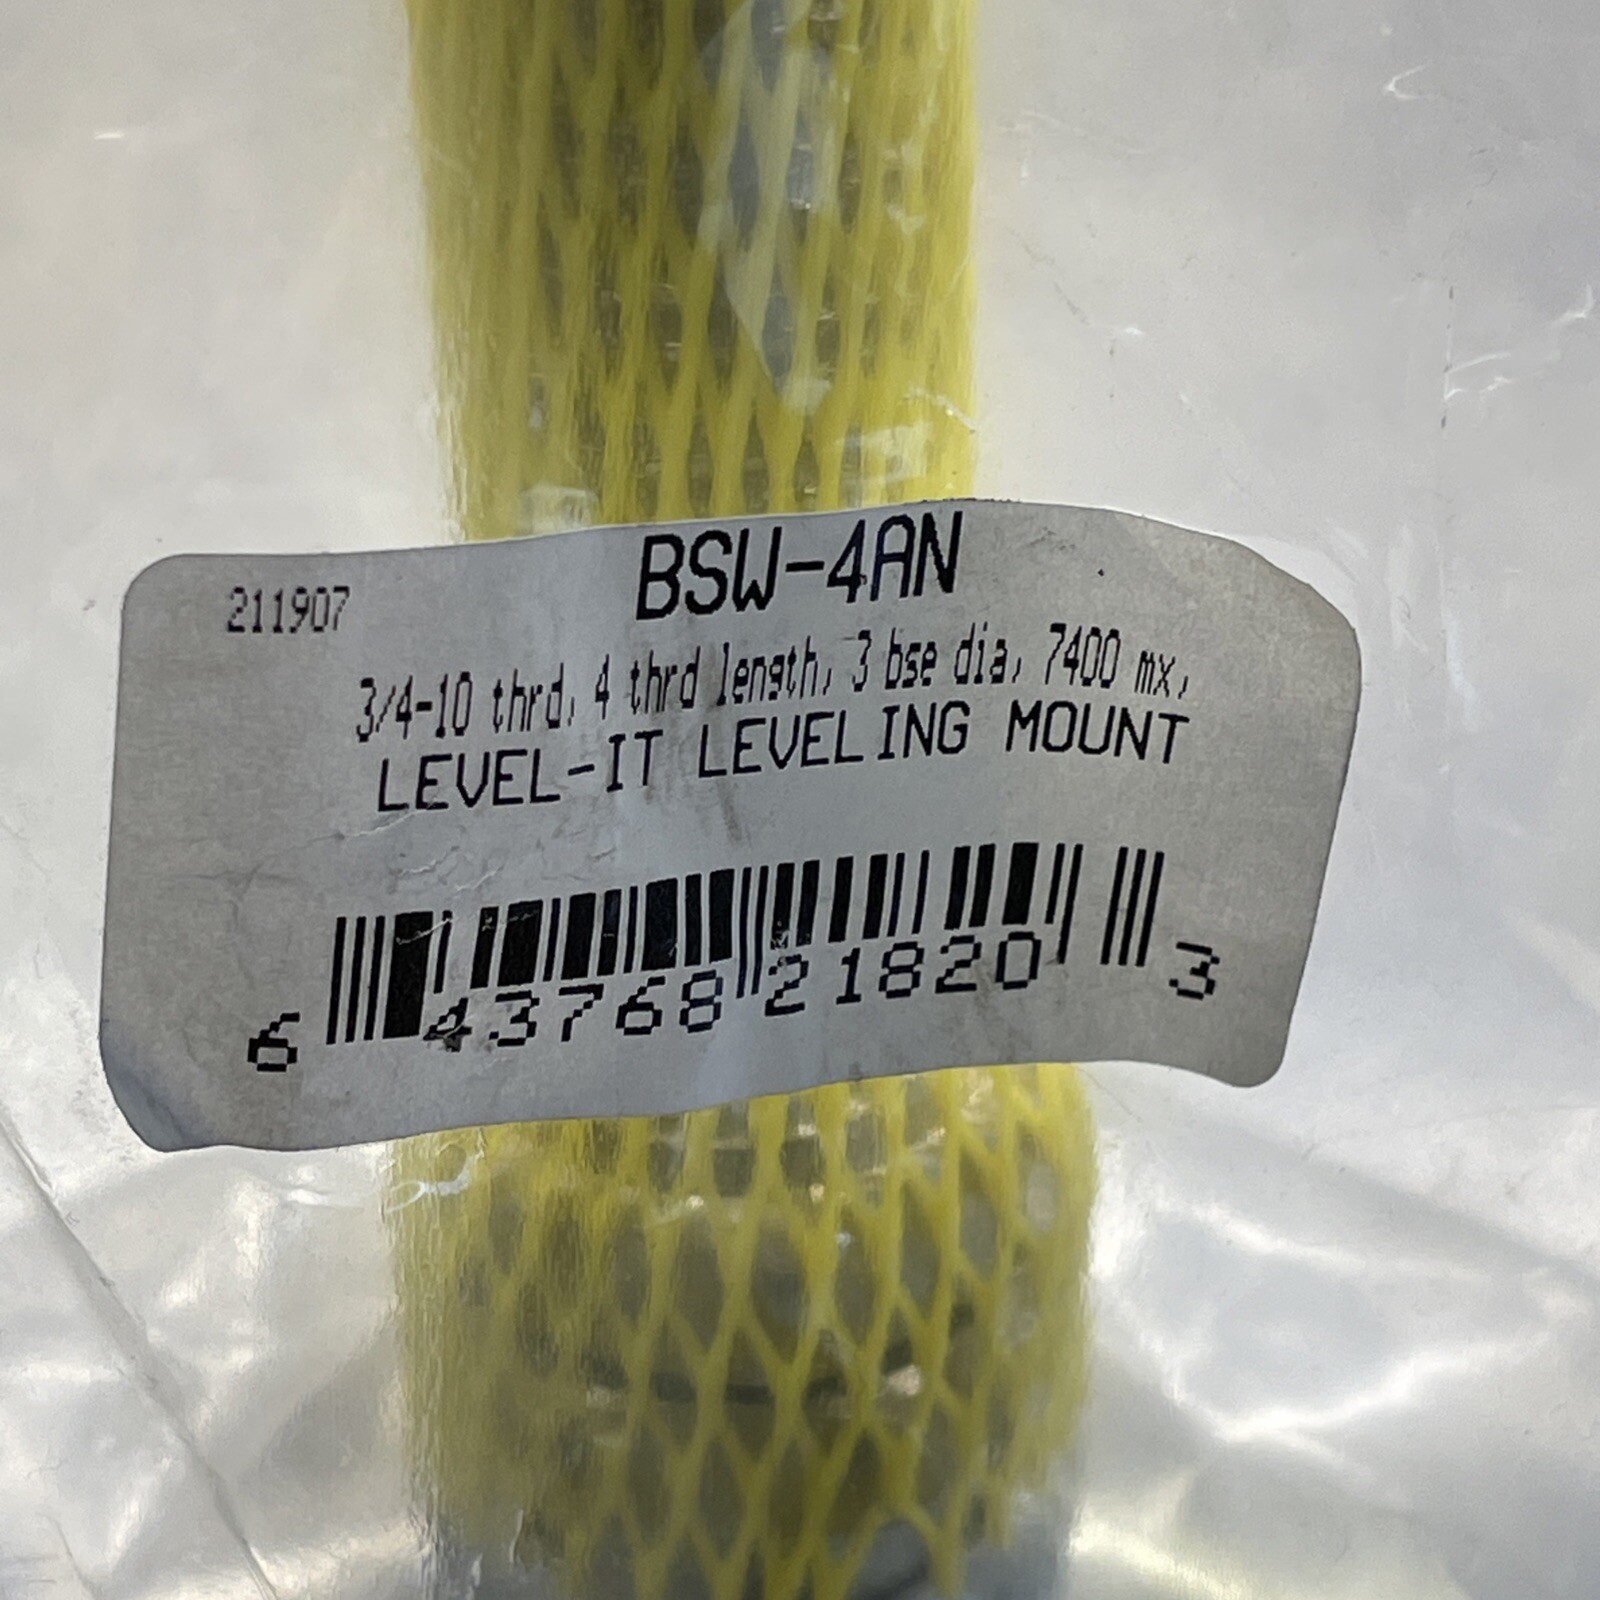 BSW-4AN
211907
3/4-10 thrd, 4 thrd length, 3 bse dia, 7400 mx,
LEVEL-IT LEVELING MOUNT
6 43768 21820 3